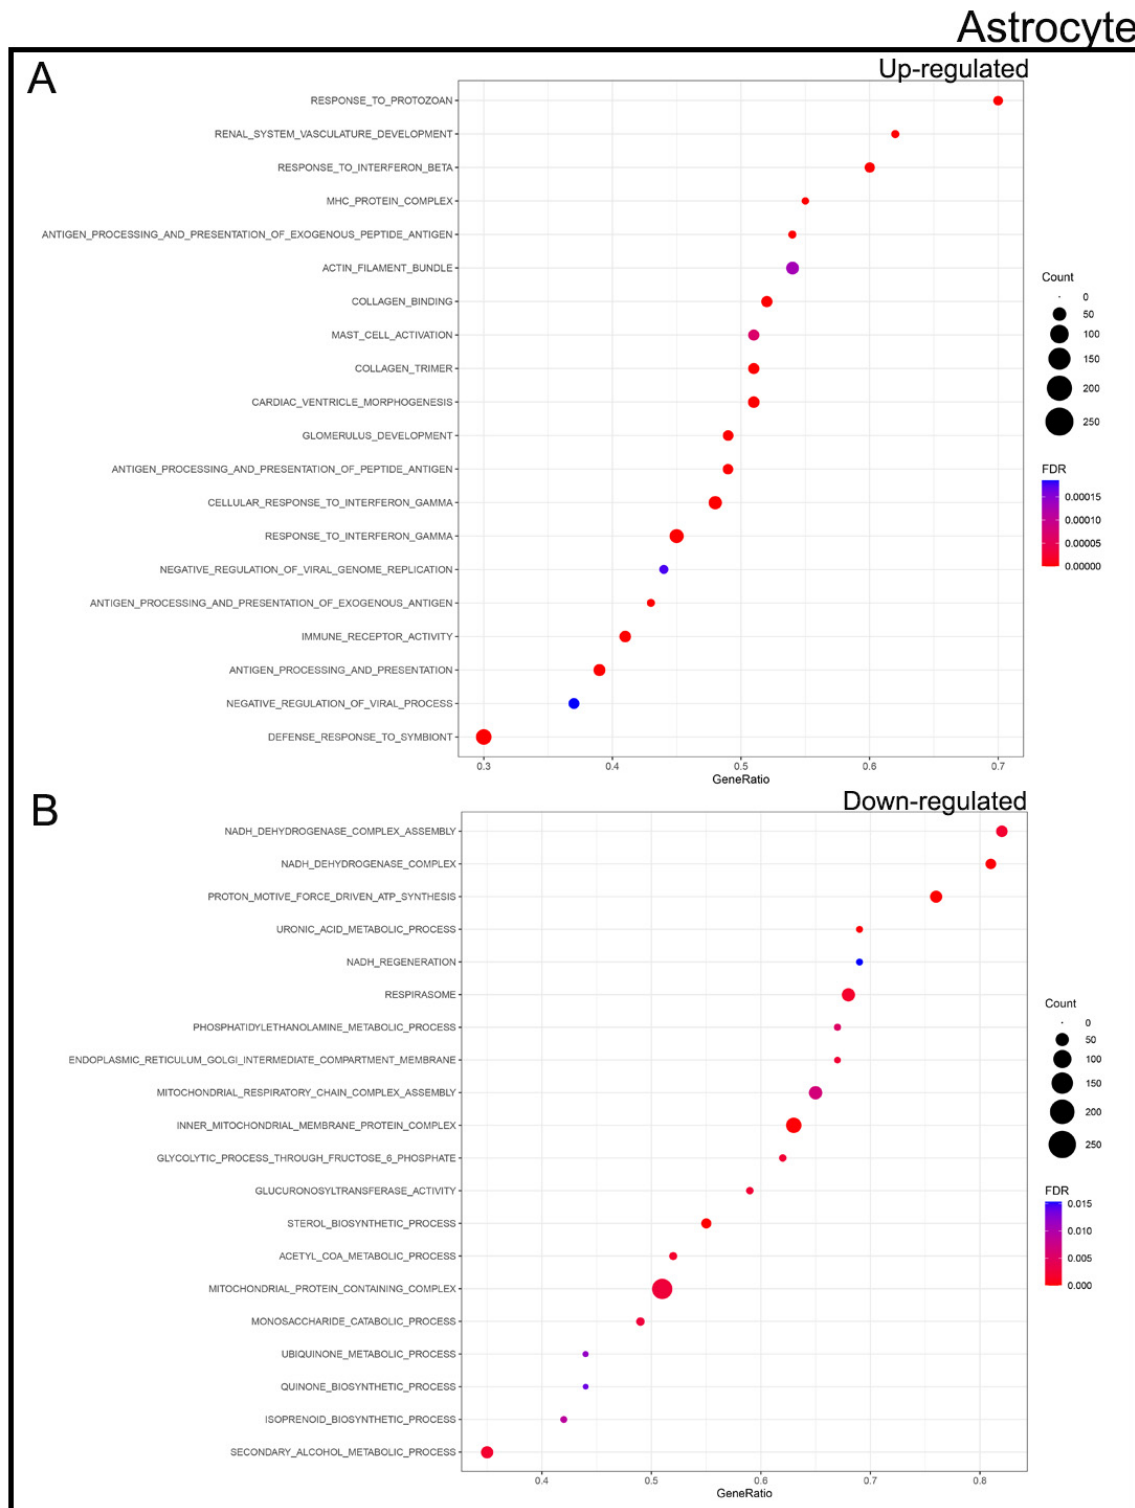 Astrocyte
A
Up-regulated
RESPONSE_TO_PROTOZOAN
RENAL_SYSTEM_VASCULATURE_DEVELOPMENT
RESPONSE_TO_INTERFERON_BETA
MHC_PROTEIN_COMPLEX
ANTIGEN_PROCESSING_AND_PRESENTATION_OF_EXOGENOUS_PEPTIDE_ANTIGEN
ACTIN_FILAMENT_BUNDLE
COLLAGEN_BINDING
MAST_CELL_ACTIVATION
COLLAGEN_TRIMER
CARDIAC_VENTRICLE_MORPHOGENESIS
GLOMERULUS_DEVELOPMENT
ANTIGEN_PROCESSING_AND_PRESENTATION_OF_PEPTIDE_ANTIGEN
CELLULAR_RESPONSE_TO_INTERFERON_GAMMA
RESPONSE_TO_INTERFERON_GAMMA
NEGATIVE_REGULATION_OF_VIRAL_GENOME_REPLICATION
ANTIGEN_PROCESSING_AND_PRESENTATION_OF_EXOGENOUS_ANTIGEN
IMMUNE_RECEPTOR_ACTIVITY
ANTIGEN_PROCESSING_AND_PRESENTATION
NEGATIVE_REGULATION_OF_VIRAL_PROCESS
DEFENSE_RESPONSE_TO_SYMBIONT
0.3 0.4 0.5 0.6 0.7
GeneRatio
Count
0
50
100
150
200
250
FDR
0.00015
0.00010
0.00005
0.00000
B
Down-regulated
NADH_DEHYDROGENASE_COMPLEX_ASSEMBLY
NADH_DEHYDROGENASE_COMPLEX
PROTON_MOTIVE_FORCE_DRIVEN_ATP_SYNTHESIS
URONIC_ACID_METABOLIC_PROCESS
NADH_REGENERATION
RESPIRASOME
PHOSPHATIDYLETHANOLAMINE_METABOLIC_PROCESS
ENDOPLASMIC_RETICULUM_GOLGI_INTERMEDIATE_COMPARTMENT_MEMBRANE
MITOCHONDRIAL_RESPIRATORY_CHAIN_COMPLEX_ASSEMBLY
INNER_MITOCHONDRIAL_MEMBRANE_PROTEIN_COMPLEX
GLYCOLYTIC_PROCESS_THROUGH_FRUCTOSE_6_PHOSPHATE
GLUCURONOSYLTRANSFERASE_ACTIVITY
STEROL_BIOSYNTHETIC_PROCESS
ACETYL_COA_METABOLIC_PROCESS
MITOCHONDRIAL_PROTEIN_CONTAINING_COMPLEX
MONOSACCHARIDE_CATABOLIC_PROCESS
UBIQUINONE_METABOLIC_PROCESS
QUINONE_BIOSYNTHETIC_PROCESS
ISOPRENOID_BIOSYNTHETIC_PROCESS
SECONDARY_ALCOHOL_METABOLIC_PROCESS
0.4 0.5 0.6 0.7 0.8
GeneRatio
Count
0
50
100
150
200
250
FDR
0.015
0.010
0.005
0.000